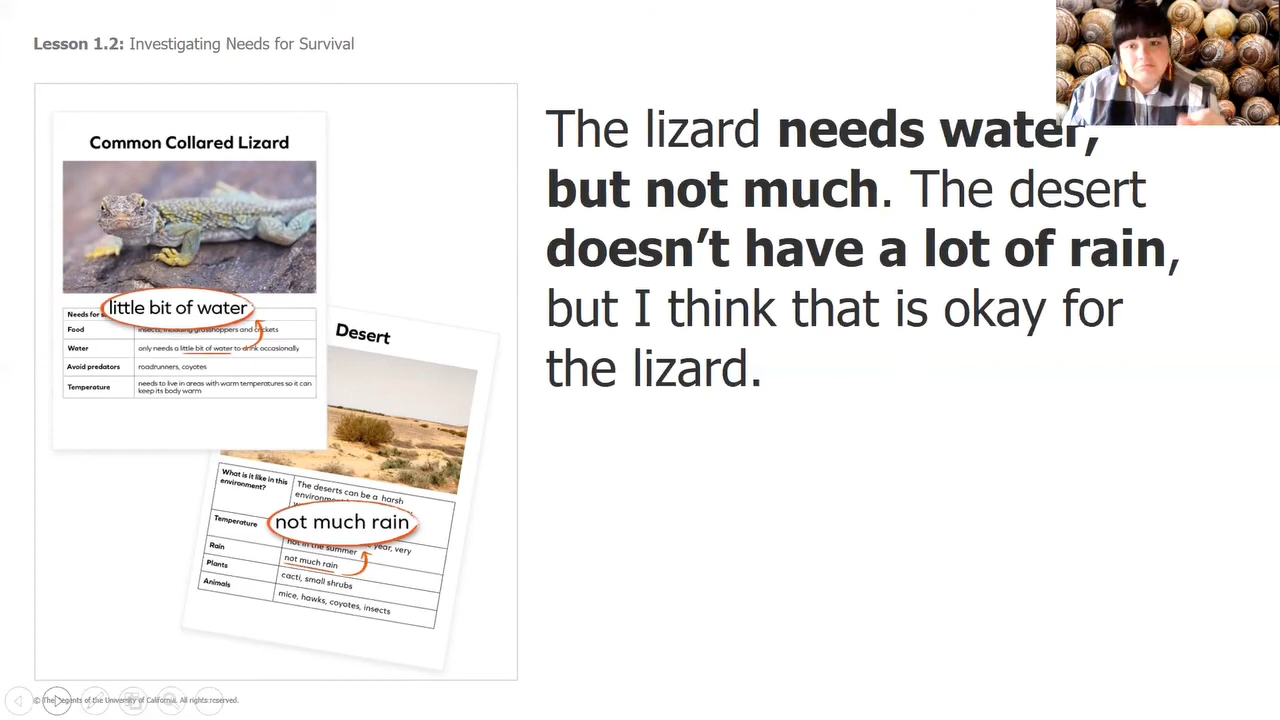 Lesson 1.2: Investigating Needs for Survival
Common Collared Lizard
little bit of water
Needs for
Food insects, including grasshoppers and crickets
Water only needs a little bit of water to drink occasionally
Avoid predators roadrunners, coyotes
Temperature needs to live in areas with warm temperatures so it can
keep its body warm
Desert
What is it like in this
environment?
The deserts can be a harsh
environment
Temperature
not much rain
hot in the summer year, very
Rain not much rain
Plants cacti, small shrubs
Animals mice, hawks, coyotes, insects
The lizard needs water,
but not much. The desert
doesn’t have a lot of rain,
but I think that is okay for
the lizard.
© The Regents of the University of California. All rights reserved.